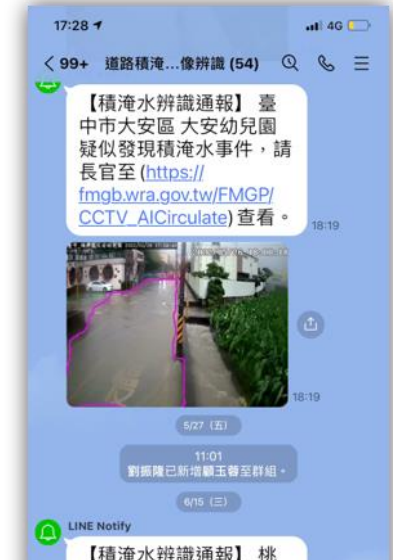 17:28
4G
99+ 道路積淹...像辨識 (54)
【積淹水辨識通報】 臺
中市大安區 大安幼兒園
疑似發現積淹水事件，請
長官至 (https://
fmgb.wra.gov.tw/FMGP/
CCTV_AICirculate) 查看。
18:19
18:19
5/27（五）
11:01
劉振隆已新增顧玉蓉至群組。
6/15（三）
LINE Notify
【積淹水辨識通報】 桃